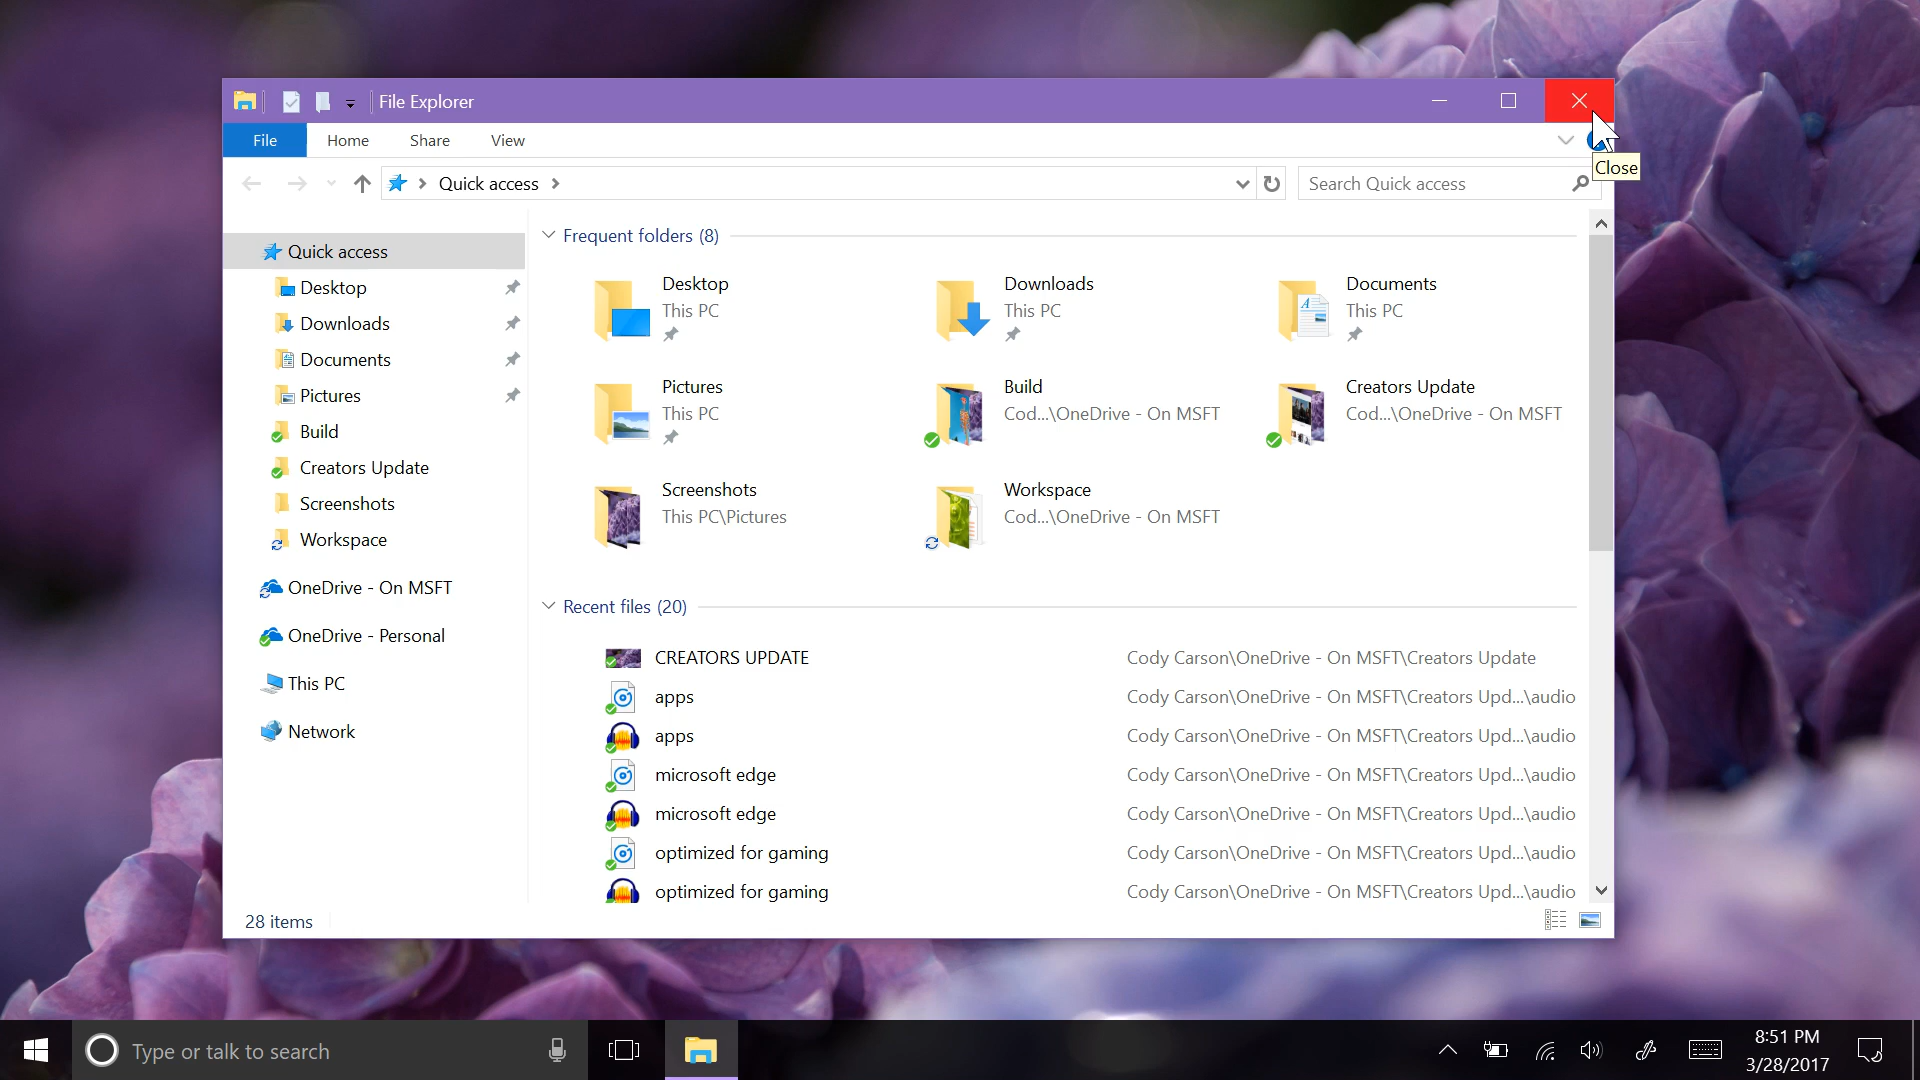 File Explorer
File Home Share View
Close
Quick access
Search Quick access
Quick access
Desktop
Downloads
Documents
Pictures
Build
Creators Update
Screenshots
Workspace
OneDrive - On MSFT
OneDrive - Personal
This PC
Network
Frequent folders (8)
Desktop
This PC
Downloads
This PC
Documents
This PC
Pictures
This PC
Build
Cod...\OneDrive - On MSFT
Creators Update
Cod...\OneDrive - On MSFT
Screenshots
This PC\Pictures
Workspace
Cod...\OneDrive - On MSFT
Recent files (20)
CREATORS UPDATE Cody Carson\OneDrive - On MSFT\Creators Update
apps Cody Carson\OneDrive - On MSFT\Creators Upd...\audio
apps Cody Carson\OneDrive - On MSFT\Creators Upd...\audio
microsoft edge Cody Carson\OneDrive - On MSFT\Creators Upd...\audio
microsoft edge Cody Carson\OneDrive - On MSFT\Creators Upd...\audio
optimized for gaming Cody Carson\OneDrive - On MSFT\Creators Upd...\audio
optimized for gaming Cody Carson\OneDrive - On MSFT\Creators Upd...\audio
28 items
Type or talk to search
8:51 PM
3/28/2017